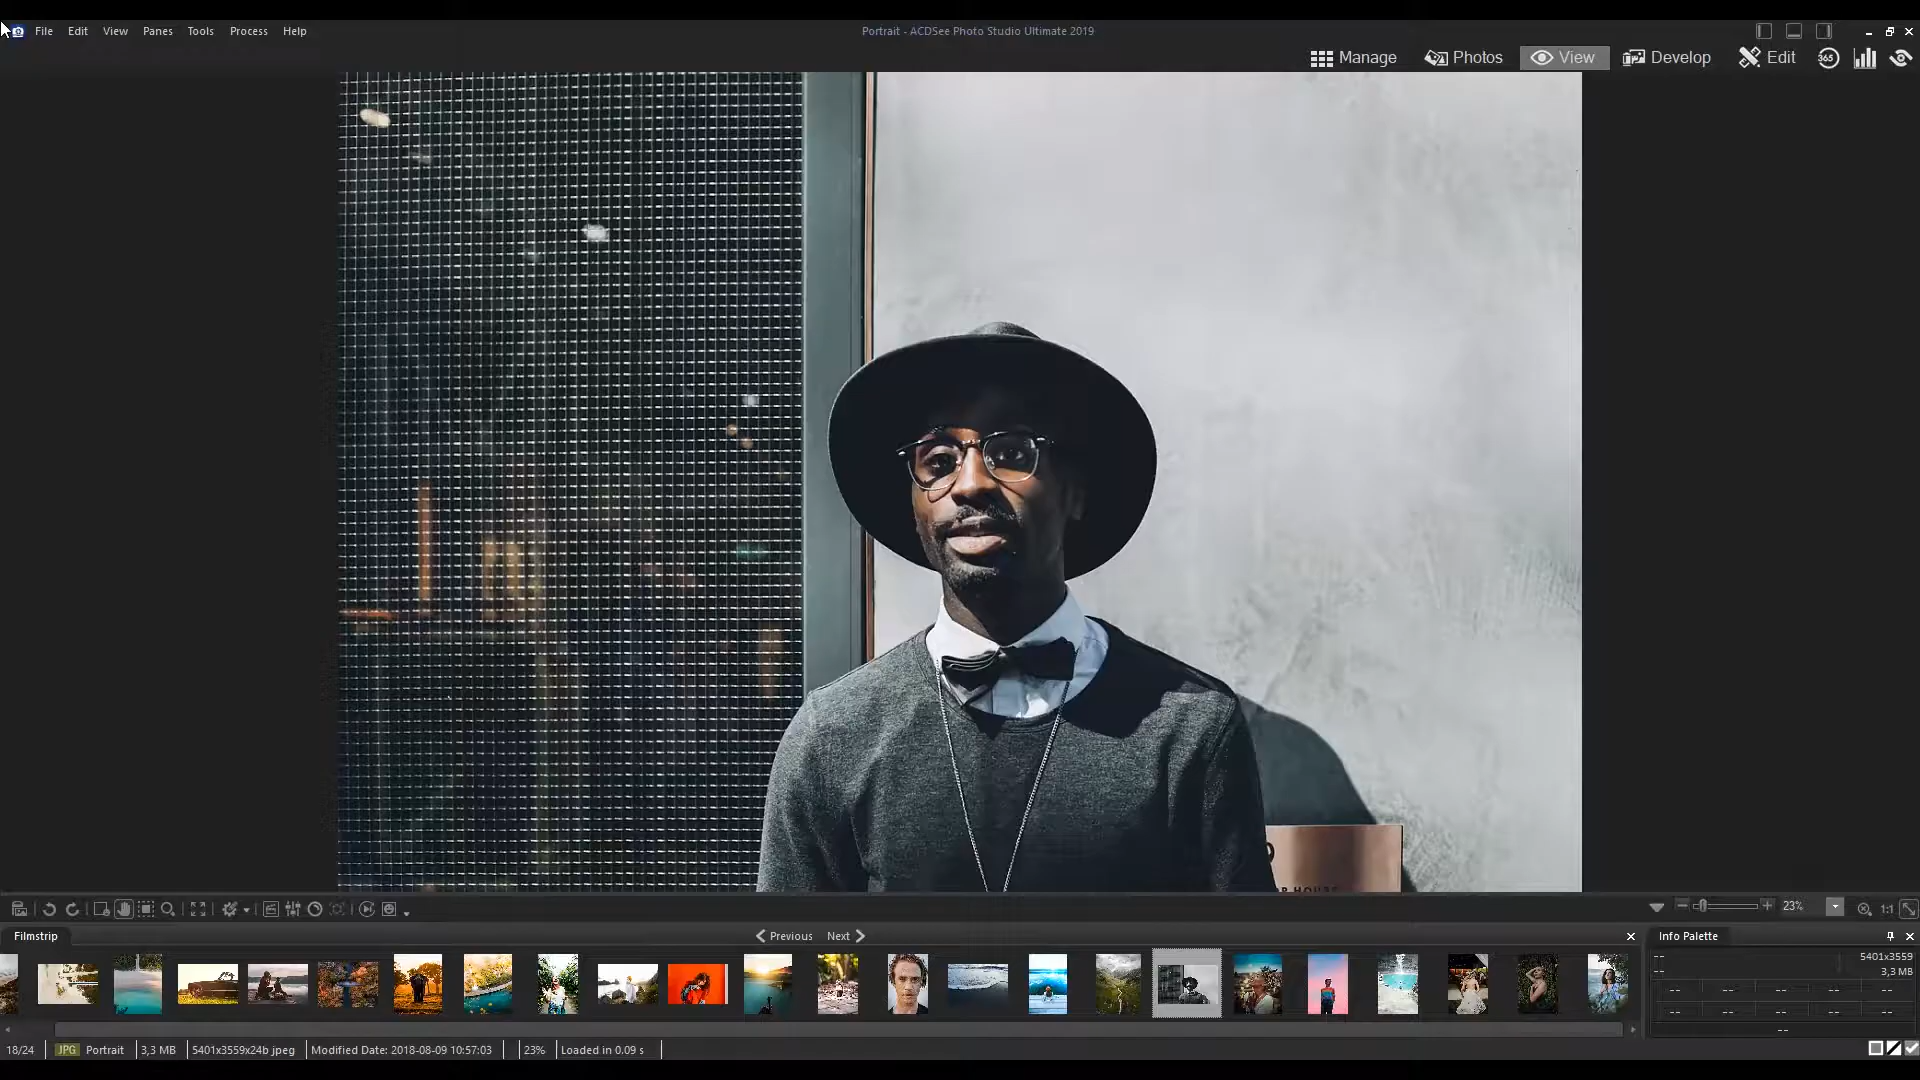 File Edit View Panes Tools Process Help
Portrait - ACDSee Photo Studio Ultimate 2019
Manage Photos View Develop Edit 365
HOUSE
23% 1:1
Filmstrip Previous Next
Info Palette
-- 5401x3559
-- 3,3 MB
-- -- -- -- --
-- -- -- -- --
--
18/24 JPG Portrait 3,3 MB 5401x3559x24b jpeg Modified Date: 2018-08-09 10:57:03 23% Loaded in 0.09 s